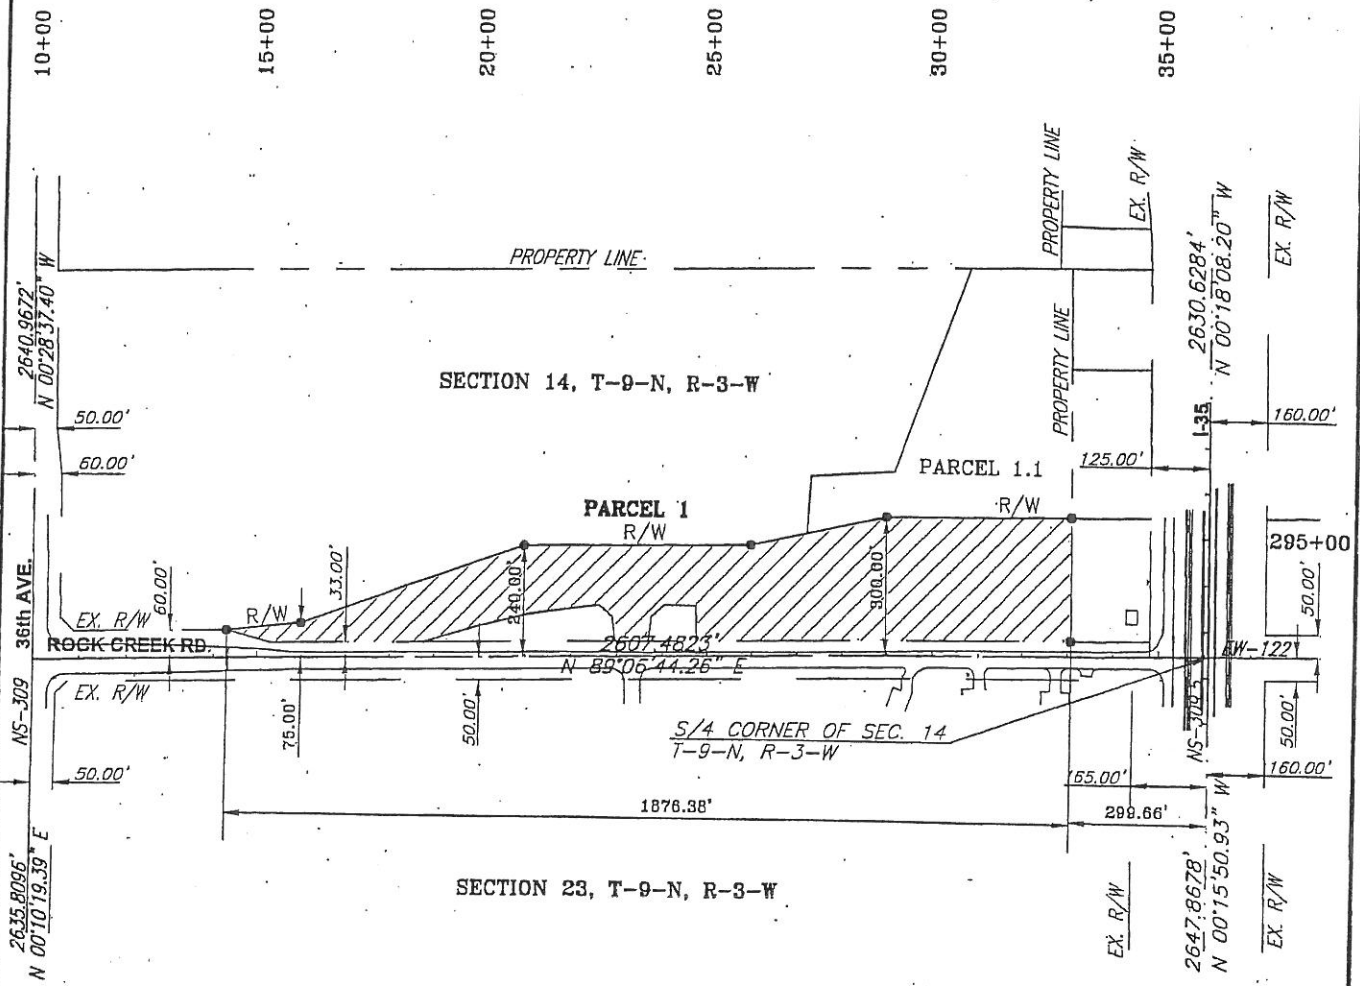 10+00
15+00
20+00
25+00
30+00
35+00
PROPERTY LINE
EX. R/W
2630.6284'
N 00°18'08.20" W
EX. R/W
PROPERTY LINE
2640.9672'
N 00°28'37.40" W
PROPERTY LINE
SECTION 14, T-9-N, R-3-W
50.00'
60.00'
I-35
160.00'
125.00'
PARCEL 1.1
PARCEL 1
R/W
R/W
295+00
36th AVE.
60.00'
33.00'
240.00'
300.00'
50.00'
EX. R/W
R/W
ROCK CREEK RD.
2607.4823'
N 89°06'44.26" E
EW-122
NS-309
EX. R/W
75.00'
50.00'
S/4 CORNER OF SEC. 14
T-9-N, R-3-W
NS-309.5
50.00'
50.00'
165.00'
160.00'
1876.38'
299.66'
2635.8096'
N 00°10'19.39" E
SECTION 23, T-9-N, R-3-W
EX. R/W
2647.8678'
N 00°15'50.93" W
EX. R/W